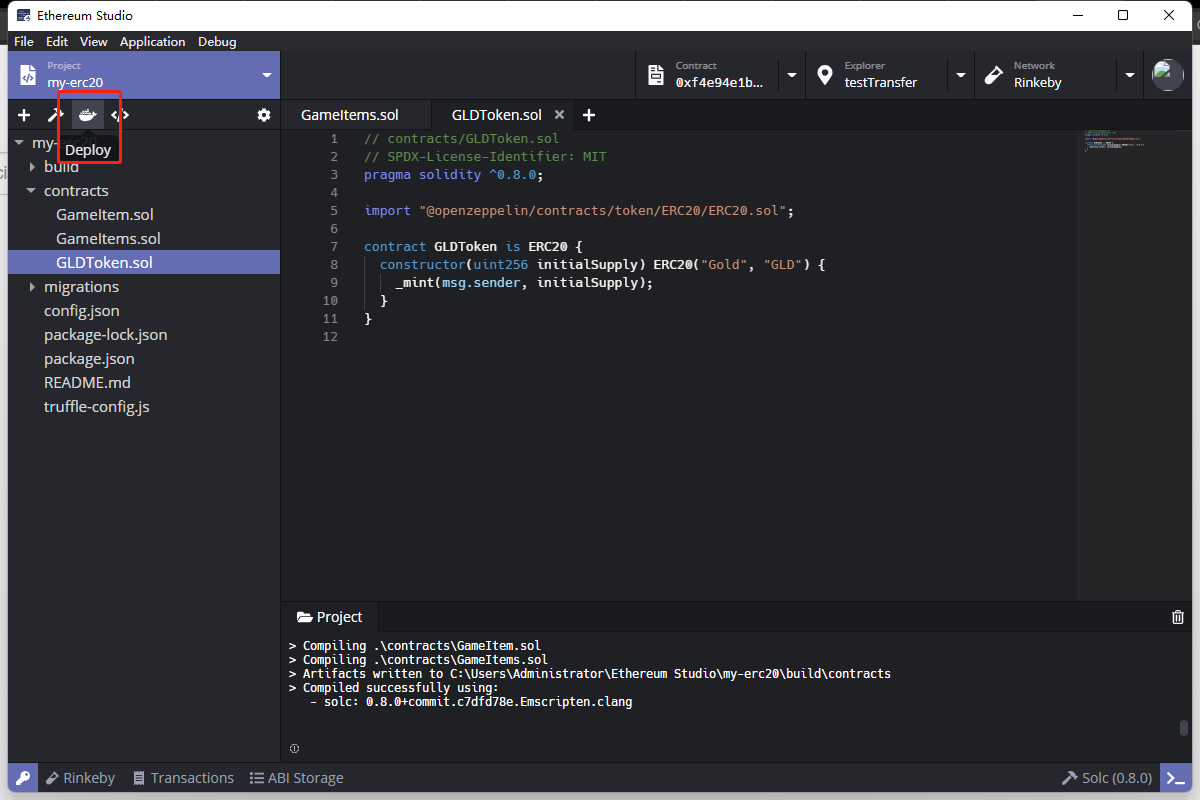 Ethereum Studio
File Edit View Application Debug
Project
my-erc20
Contract
0xf4e94e1b...
Explorer
testTransfer
Network
Rinkeby
Deploy
my-
build
contracts
GameItem.sol
GameItems.sol
GLDToken.sol
migrations
config.json
package-lock.json
package.json
README.md
truffle-config.js
GameItems.sol
GLDToken.sol
1 // contracts/GLDToken.sol
2 // SPDX-License-Identifier: MIT
3 pragma solidity ^0.8.0;
4
5 import "@openzeppelin/contracts/token/ERC20/ERC20.sol";
6
7 contract GLDToken is ERC20 {
8 constructor(uint256 initialSupply) ERC20("Gold", "GLD") {
9 _mint(msg.sender, initialSupply);
10 }
11 }
12
Project
> Compiling .\contracts\GameItem.sol
> Compiling .\contracts\GameItems.sol
> Artifacts written to C:\Users\Administrator\Ethereum Studio\my-erc20\build\contracts
> Compiled successfully using:
- solc: 0.8.0+commit.c7dfd78e.Emscripten.clang
Rinkeby
Transactions
ABI Storage
Solc (0.8.0)